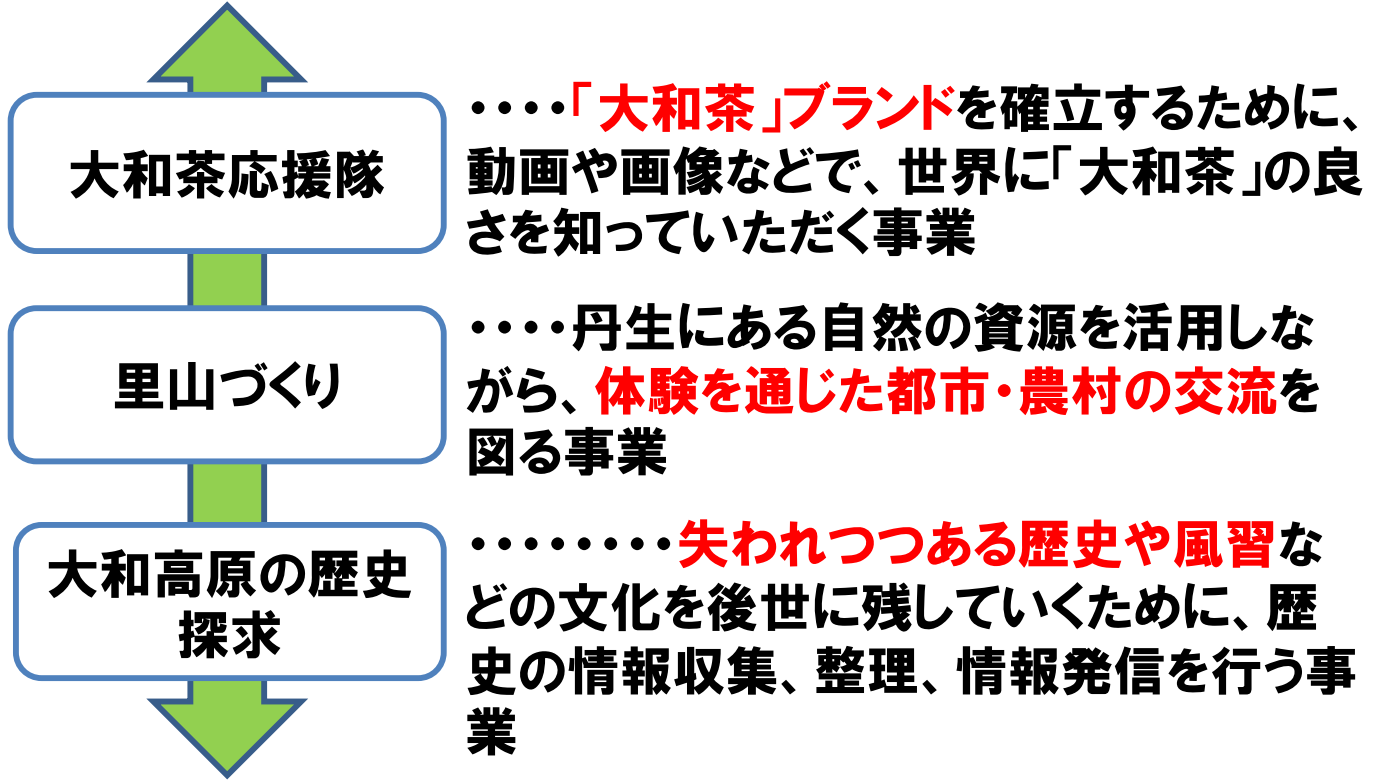 大和茶応援隊
・・・・「大和茶」ブランドを確立するために、
動画や画像などで、世界に「大和茶」の良
さを知っていただく事業
里山づくり
・・・・丹生にある自然の資源を活用しな
がら、体験を通じた都市・農村の交流を
図る事業
大和高原の歴史
探求
・・・・・・・・失われつつある歴史や風習な
どの文化を後世に残していくために、歴
史の情報収集、整理、情報発信を行う事
業